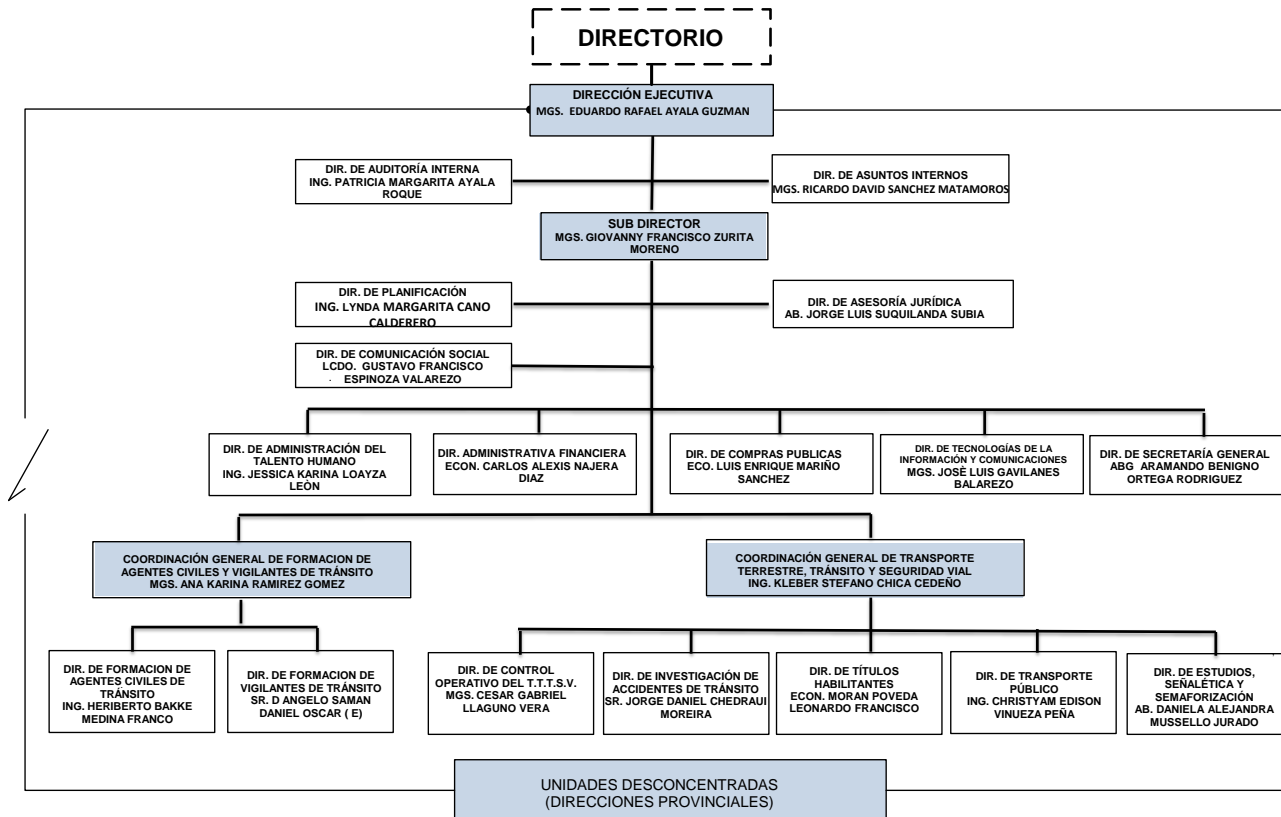 DIRECTORIO
DIRECCIÓN EJECUTIVA
MGS. EDUARDO RAFAEL AYALA GUZMAN
DIR. DE AUDITORÍA INTERNA
ING. PATRICIA MARGARITA AYALA
ROQUE
DIR. DE ASUNTOS INTERNOS
MGS. RICARDO DAVID SANCHEZ MATAMOROS
SUB DIRECTOR
MGS. GIOVANNY FRANCISCO ZURITA
MORENO
DIR. DE PLANIFICACIÓN
ING. LYNDA MARGARITA CANO
CALDERERO
DIR. DE ASESORÍA JURÍDICA
AB. JORGE LUIS SUQUILANDA SUBIA
DIR. DE COMUNICACIÓN SOCIAL
LCDO. GUSTAVO FRANCISCO
ESPINOZA VALAREZO
DIR. DE ADMINISTRACIÓN DEL
TALENTO HUMANO
ING. JESSICA KARINA LOAYZA
LEÒN
DIR. ADMINISTRATIVA FINANCIERA
ECON. CARLOS ALEXIS NAJERA
DIAZ
DIR. DE COMPRAS PUBLICAS
ECO. LUIS ENRIQUE MARIÑO
SANCHEZ
DIR. DE TECNOLOGÍAS DE LA
INFORMACIÓN Y COMUNICACIONES
MGS. JOSÈ LUIS GAVILANES
BALAREZO
DIR. DE SECRETARÍA GENERAL
ABG ARAMANDO BENIGNO
ORTEGA RODRIGUEZ
COORDINACIÓN GENERAL DE FORMACION DE
AGENTES CIVILES Y VIGILANTES DE TRÁNSITO
MGS. ANA KARINA RAMIREZ GOMEZ
COORDINACIÓN GENERAL DE TRANSPORTE
TERRESTRE, TRÁNSITO Y SEGURIDAD VIAL
ING. KLEBER STEFANO CHICA CEDEÑO
DIR. DE FORMACION DE
AGENTES CIVILES DE
TRÁNSITO
ING. HERIBERTO BAKKE
MEDINA FRANCO
DIR. DE FORMACION DE
VIGILANTES DE TRÁNSITO
SR. D ANGELO SAMAN
DANIEL OSCAR ( E)
DIR. DE CONTROL
OPERATIVO DEL T.T.T.S.V.
MGS. CESAR GABRIEL
LLAGUNO VERA
DIR. DE INVESTIGACIÓN DE
ACCIDENTES DE TRÁNSITO
SR. JORGE DANIEL CHEDRAUI
MOREIRA
DIR. DE TÍTULOS
HABILITANTES
ECON. MORAN POVEDA
LEONARDO FRANCISCO
DIR. DE TRANSPORTE
PÚBLICO
ING. CHRISTYAM EDISON
VINUEZA PEÑA
DIR. DE ESTUDIOS,
SEÑALÉTICA Y
SEMAFORIZACIÓN
AB. DANIELA ALEJANDRA
MUSSELLO JURADO
UNIDADES DESCONCENTRADAS
(DIRECCIONES PROVINCIALES)